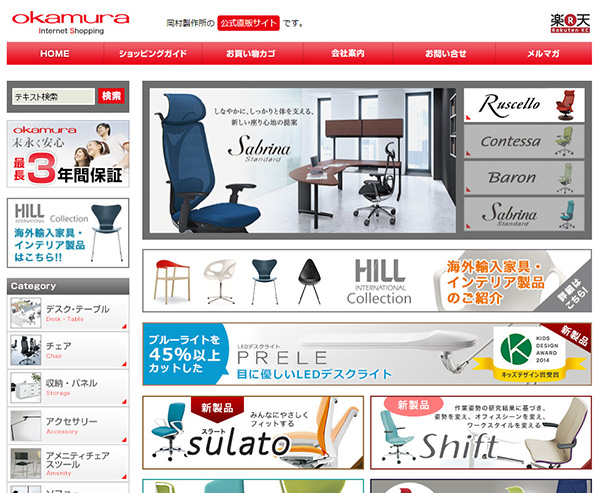 okamura
Internet Shopping
岡村製作所の 公式直販サイト です。
楽R天
Rakuten KC
HOME
ショッピングガイド
お買い物カゴ
会社案内
お問い合せ
メルマガ
テキスト検索
検索
okamura
末永く安心
最長3年間保証
HILL
INTERNATIONAL
Collection
海外輸入家具・
インテリア製品
はこちら!!
Category
デスク・テーブル
Desk・Table
チェア
Chair
収納・パネル
Storage
アクセサリー
Accessory
アメニティチェア
スツール
Amenity
しなやかに、しっかりと体を支える、
新しい座り心地の提案
Sabrina
Standard
Ruscello
Contessa
Baron
Sabrina
Standard
HILL
INTERNATIONAL
Collection
海外輸入家具・
インテリア製品
のご紹介
詳細はこちら!
ブルーライトを
45%以上
カットした
LEDデスクライト
PRELE
目に優しいLEDデスクライト
KIDS
DESIGN
AWARD
2014
キッズデザイン賞受賞
新製品
新製品
みんなにやさしく
フィットする
スラート
sulato
新製品
作業姿勢の研究結果に基づき、
姿勢を変え、オフィスシーンを変え、
ワークスタイルを変える
Shift